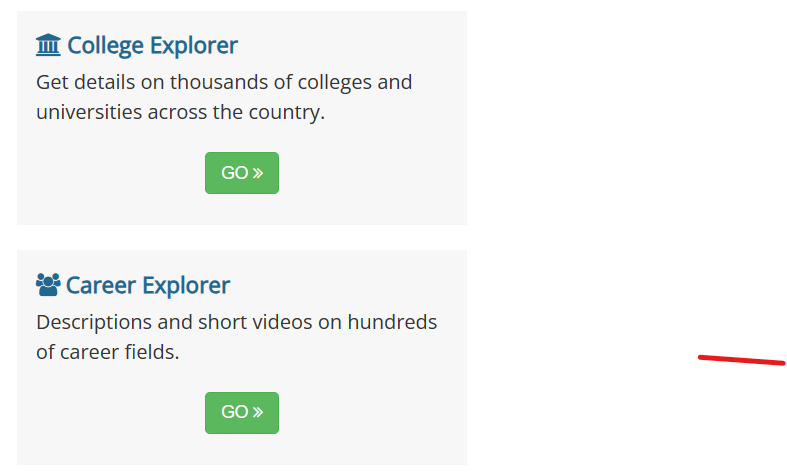 College Explorer
Get details on thousands of colleges and
universities across the country.
GO »
Career Explorer
Descriptions and short videos on hundreds
of career fields.
GO »